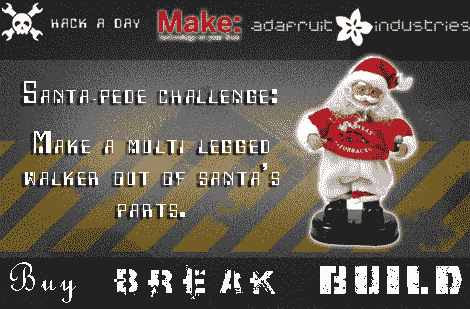 HACK A DAY
Make:
technology on your time
adafruit industries
Santa-pede challenge:
Make a multi legged
walker out of santa's
parts.
Buy BREAK BUILD